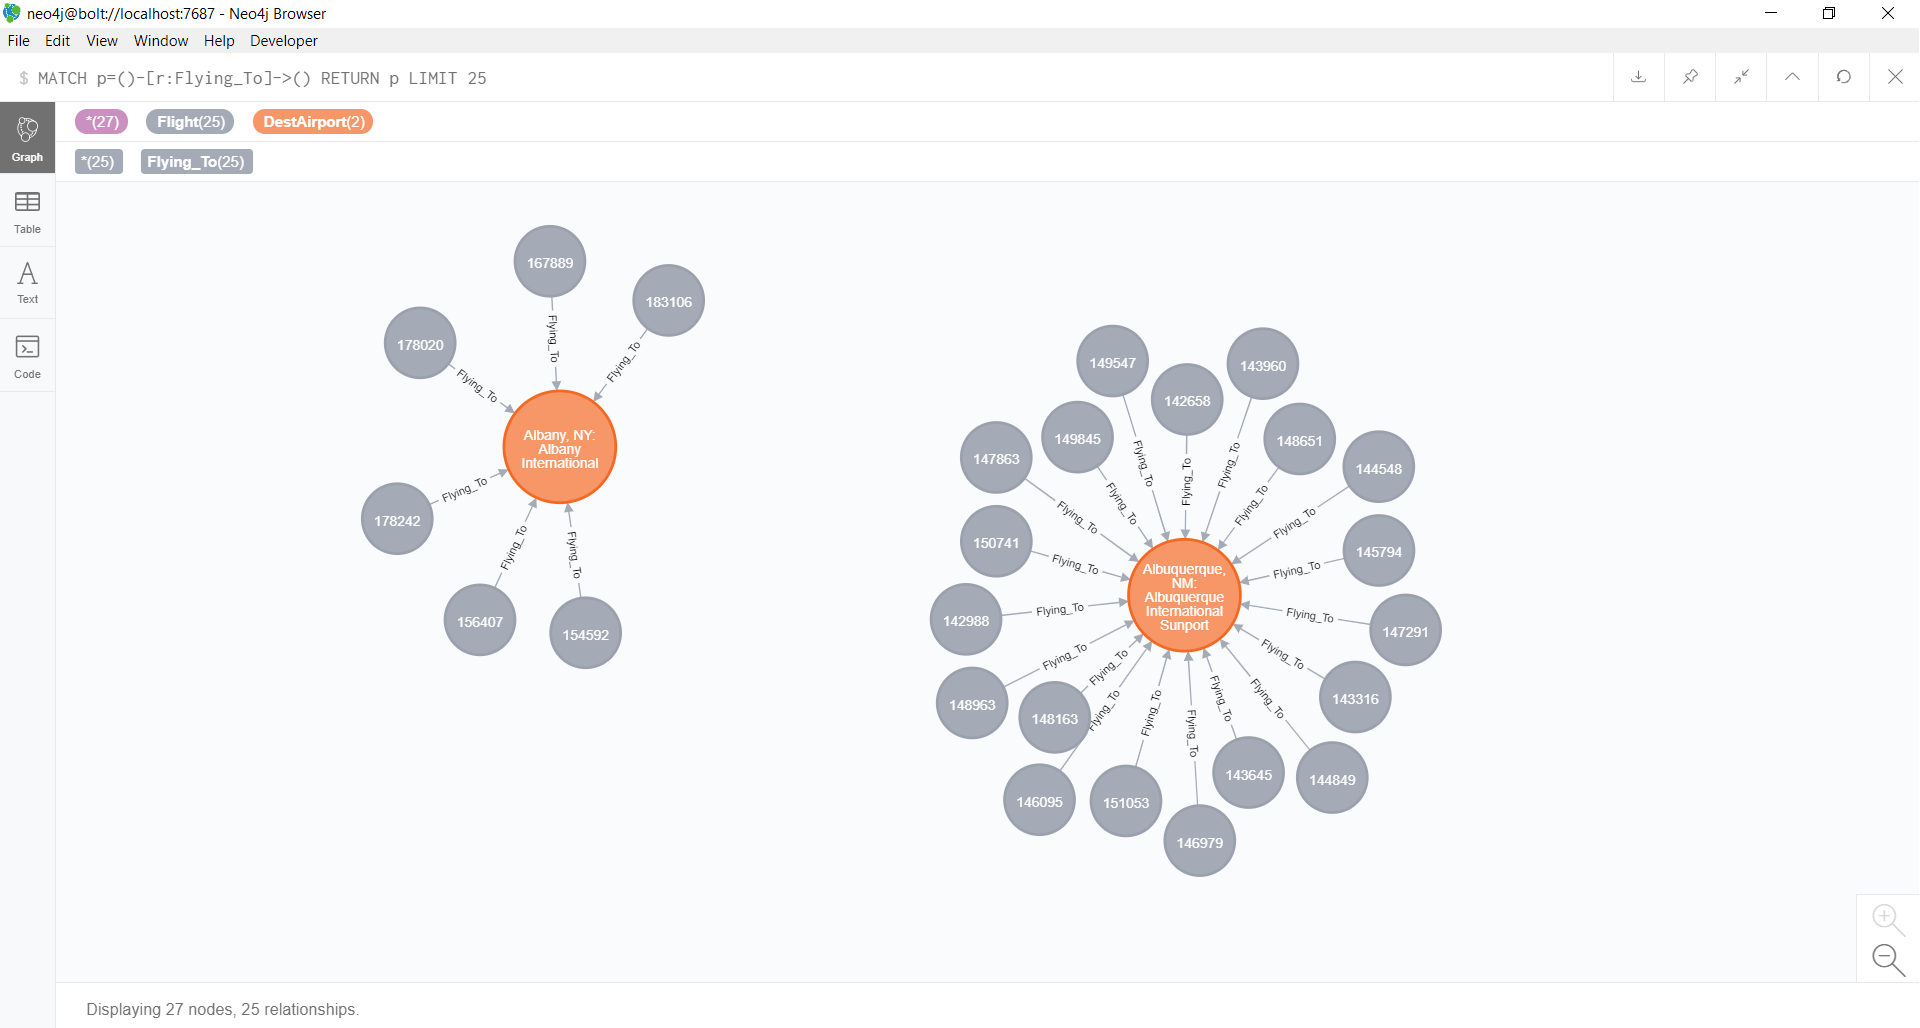 neo4j@bolt://localhost:7687 - Neo4j Browser
File Edit View Window Help Developer
$ MATCH p=()-[r:Flying_To]->() RETURN p LIMIT 25
*(27) Flight(25) DestAirport(2)
*(25) Flying_To(25)
Graph
Table
Text
Code
167889
183106
178020
Flying_To
Flying_To
Flying_To
Albany, NY:
Albany
International
178242
Flying_To
Flying_To
Flying_To
156407
154592
149547
143960
142658
149845
148651
147863
144548
Flying_To
Flying_To
Flying_To
Flying_To
Flying_To
Flying_To
Flying_To
150741
145794
Flying_To
Flying_To
Albuquerque,
NM:
Albuquerque
International
Sunport
142988
Flying_To
Flying_To
147291
Flying_To
Flying_To
Flying_To
148963
148163
143316
Flying_To
Flying_To
Flying_To
Flying_To
Flying_To
143645
144849
146095
151053
146979
Displaying 27 nodes, 25 relationships.